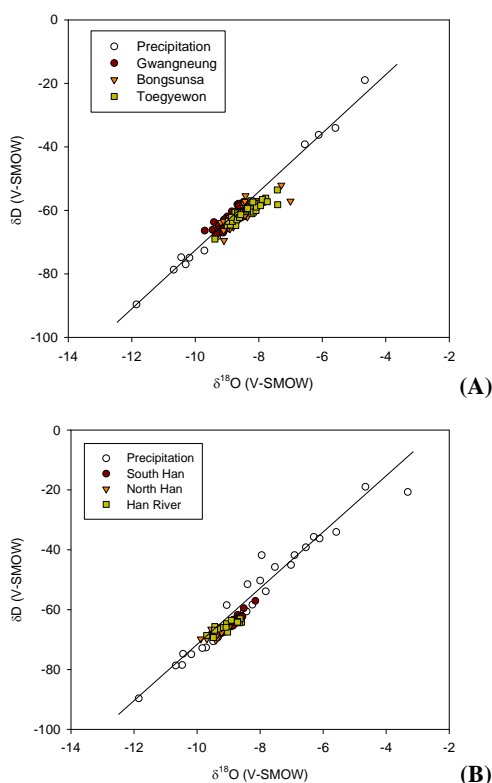 0
-20
-40
-60
-80
-100
δD (V-SMOW)
Precipitation
Gwangneung
Bongsunsa
Toegyewon
-14 -12 -10 -8 -6 -4 -2
δ18O (V-SMOW)
(A)
0
-20
-40
-60
-80
-100
δD (V-SMOW)
Precipitation
South Han
North Han
Han River
-14 -12 -10 -8 -6 -4 -2
δ18O (V-SMOW)
(B)